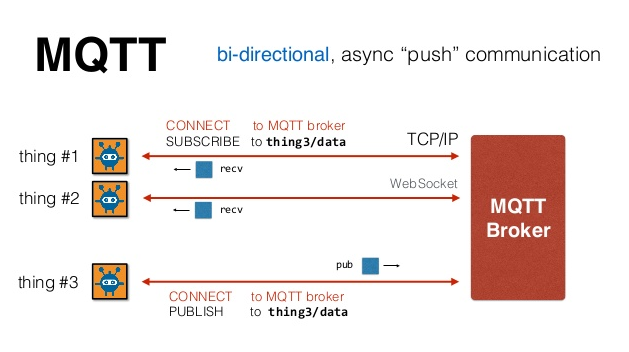 MQTT
bi-directional, async “push” communication
CONNECT to MQTT broker
SUBSCRIBE to thing3/data
TCP/IP
thing #1
recv
WebSocket
thing #2
recv
MQTT
Broker
pub
thing #3
CONNECT to MQTT broker
PUBLISH to thing3/data